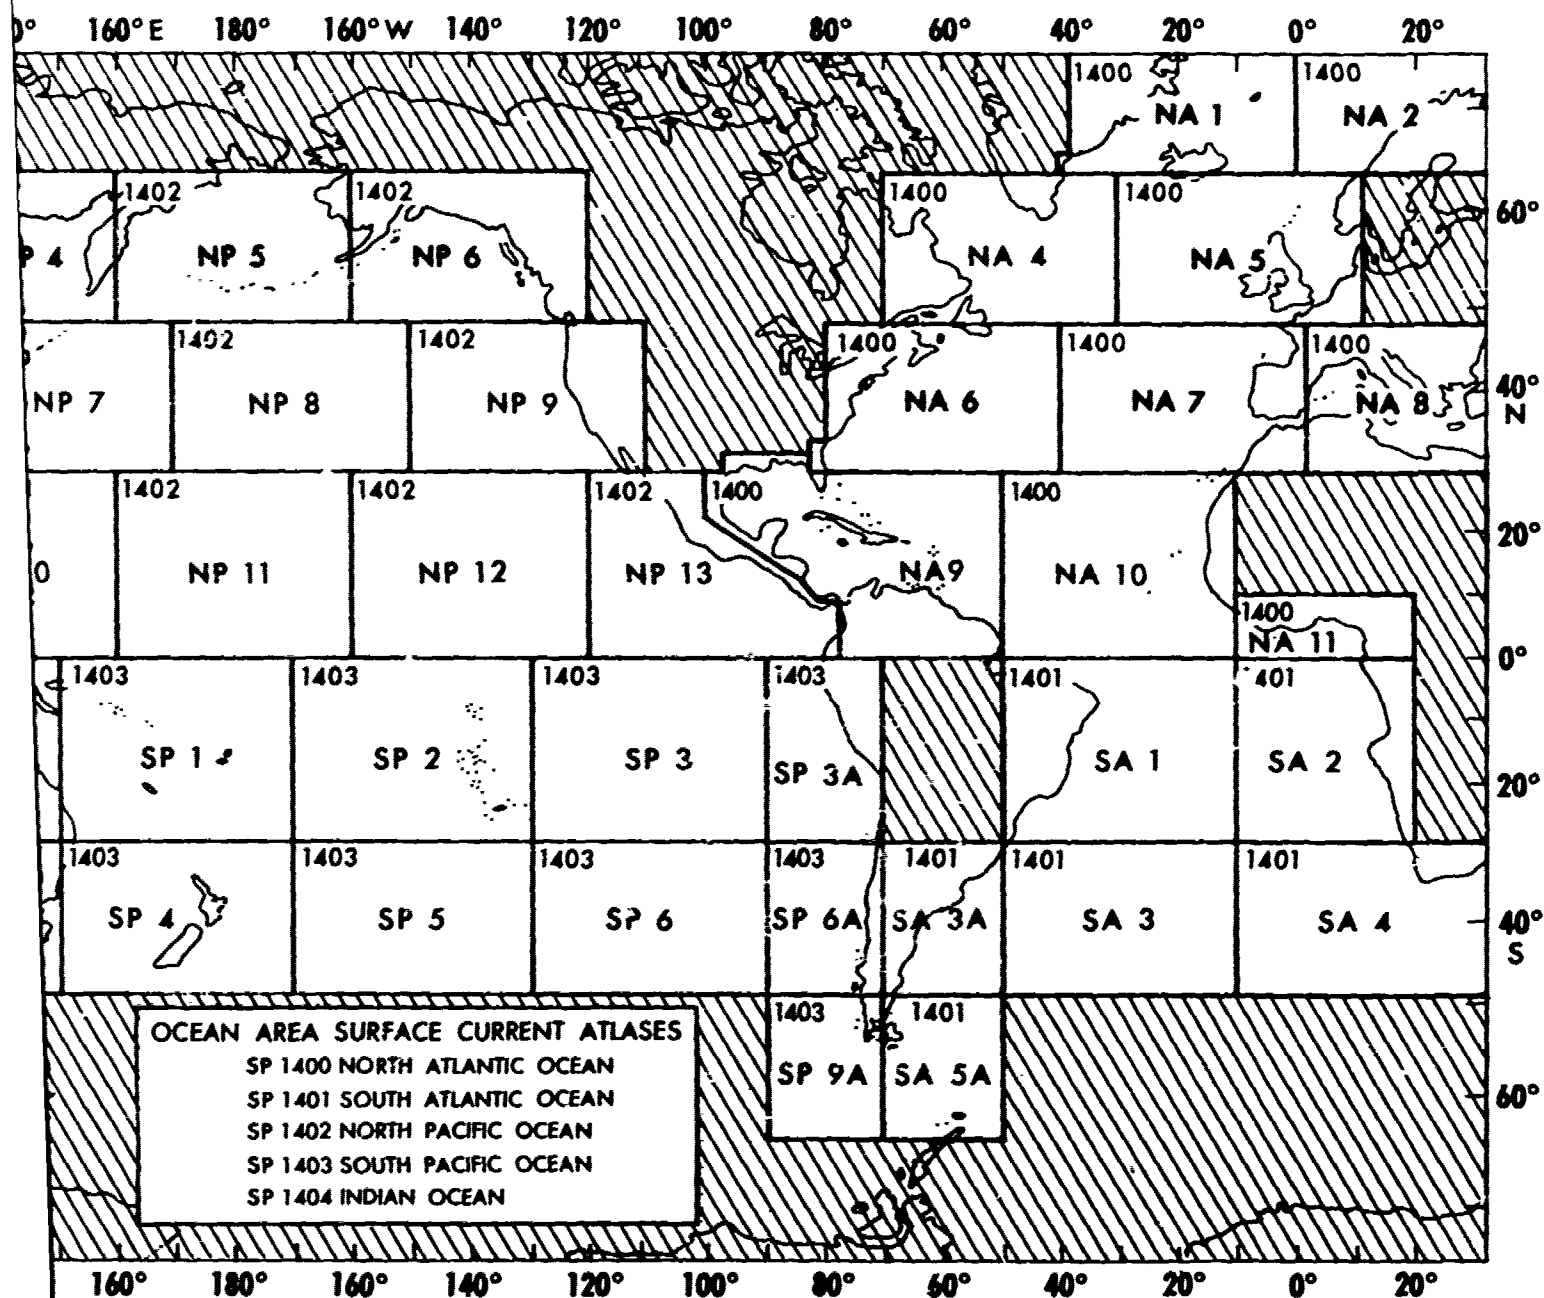 0° 160° E 180° 160° W 140° 120° 100° 80° 60° 40° 20° 0° 20°
1400 1400
NA 1 NA 2
1402 1402 1400 1400
60°
P 4 NP 5 NP 6 NA 4 NA 5
1402 1402 1400 1400 1400
NP 7 NP 8 NP 9 NA 6 NA 7 NA 8
40°
N
1402 1402 1402 1400 1400
20°
0 NP 11 NP 12 NP 13 NA9 NA 10
1400
NA 11
0°
1403 1403 1403 1403 1401 401
SP 1 SP 2 SP 3 SP 3A SA 1 SA 2
20°
1403 1403 1403 1403 1401 1401 1401
SP 4 SP 5 SP 6 SP 6A SA 3A SA 3 SA 4
40°
S
1403 1401
SP 9A SA 5A
60°
OCEAN AREA SURFACE CURRENT ATLASES
SP 1400 NORTH ATLANTIC OCEAN
SP 1401 SOUTH ATLANTIC OCEAN
SP 1402 NORTH PACIFIC OCEAN
SP 1403 SOUTH PACIFIC OCEAN
SP 1404 INDIAN OCEAN
160° 180° 160° 140° 120° 100° 80° 60° 40° 20° 0° 20°